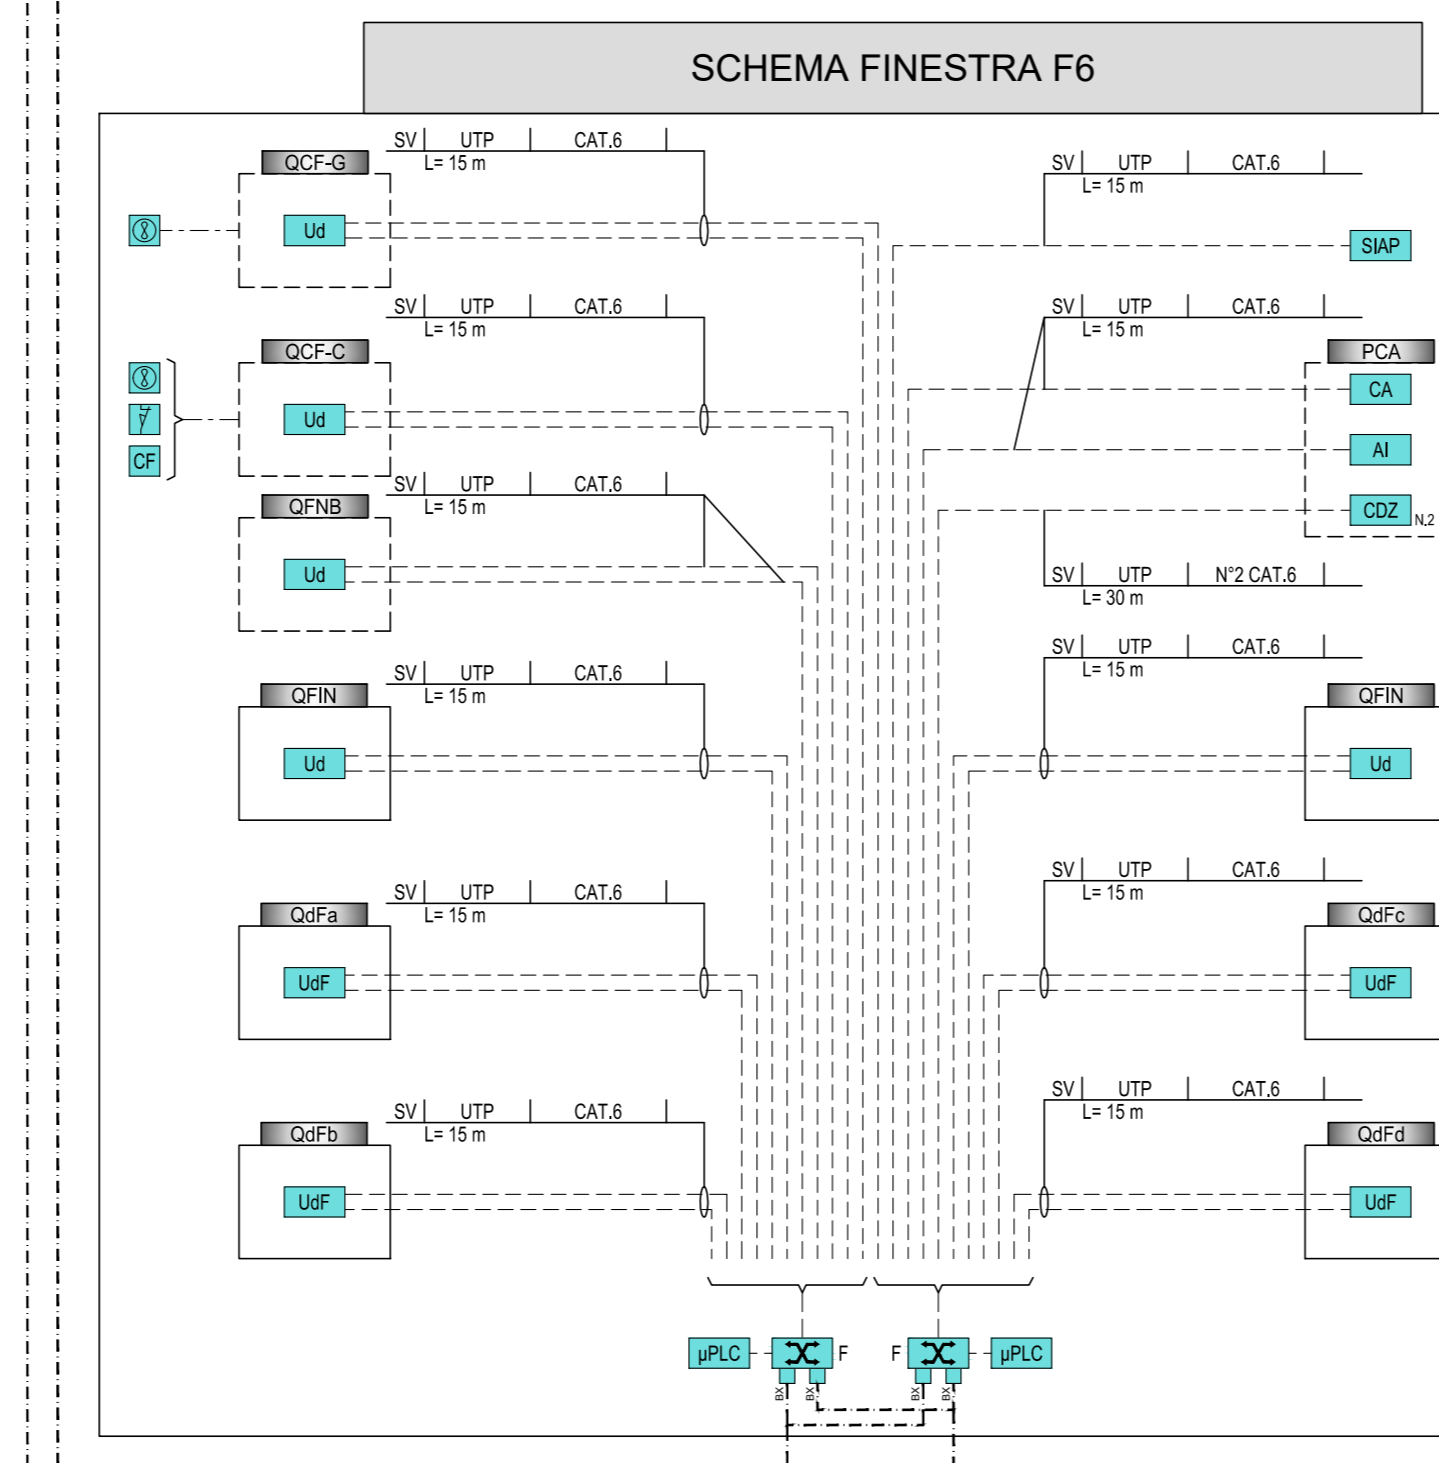 SCHEMA FINESTRA F6
SV UTP CAT.6
L= 15 m
QCF-G
Ud
SV UTP CAT.6
L= 15 m
SIAP
SV UTP CAT.6
L= 15 m
QCF-C
Ud
CF
SV UTP CAT.6
L= 15 m
PCA
CA
AI
CDZ
N.2
SV UTP CAT.6
L= 15 m
QFNB
Ud
SV UTP N°2 CAT.6
L= 30 m
SV UTP CAT.6
L= 15 m
QFIN
Ud
SV UTP CAT.6
L= 15 m
QFIN
Ud
SV UTP CAT.6
L= 15 m
QdFa
UdF
SV UTP CAT.6
L= 15 m
QdFc
UdF
SV UTP CAT.6
L= 15 m
QdFb
UdF
SV UTP CAT.6
L= 15 m
QdFd
UdF
µPLC F F µPLC
BX BX BX BX